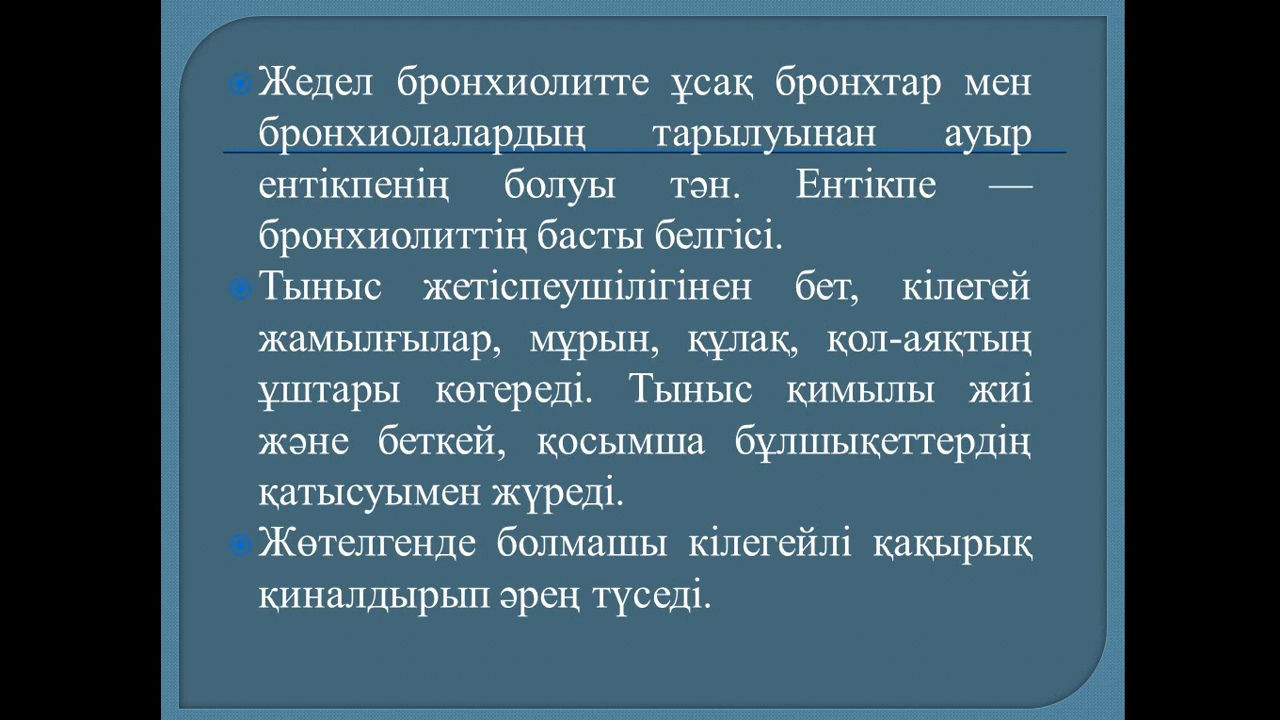 Жедел бронхиолитте ұсақ бронхтар мен
бронхиолалардың тарылуынан ауыр
ентікпенің болуы тән. Ентікпе —
бронхиолиттің басты белгісі.
Тыныс жетіспеушілігінен бет, кілегей
жамылғылар, мұрын, құлақ, қол-аяқтың
ұштары көгереді. Тыныс қимылы жиі
және беткей, қосымша бұлшықеттердің
қатысуымен жүреді.
Жөтелгенде болмашы кілегейлі қақырық
қиналдырып әрең түседі.